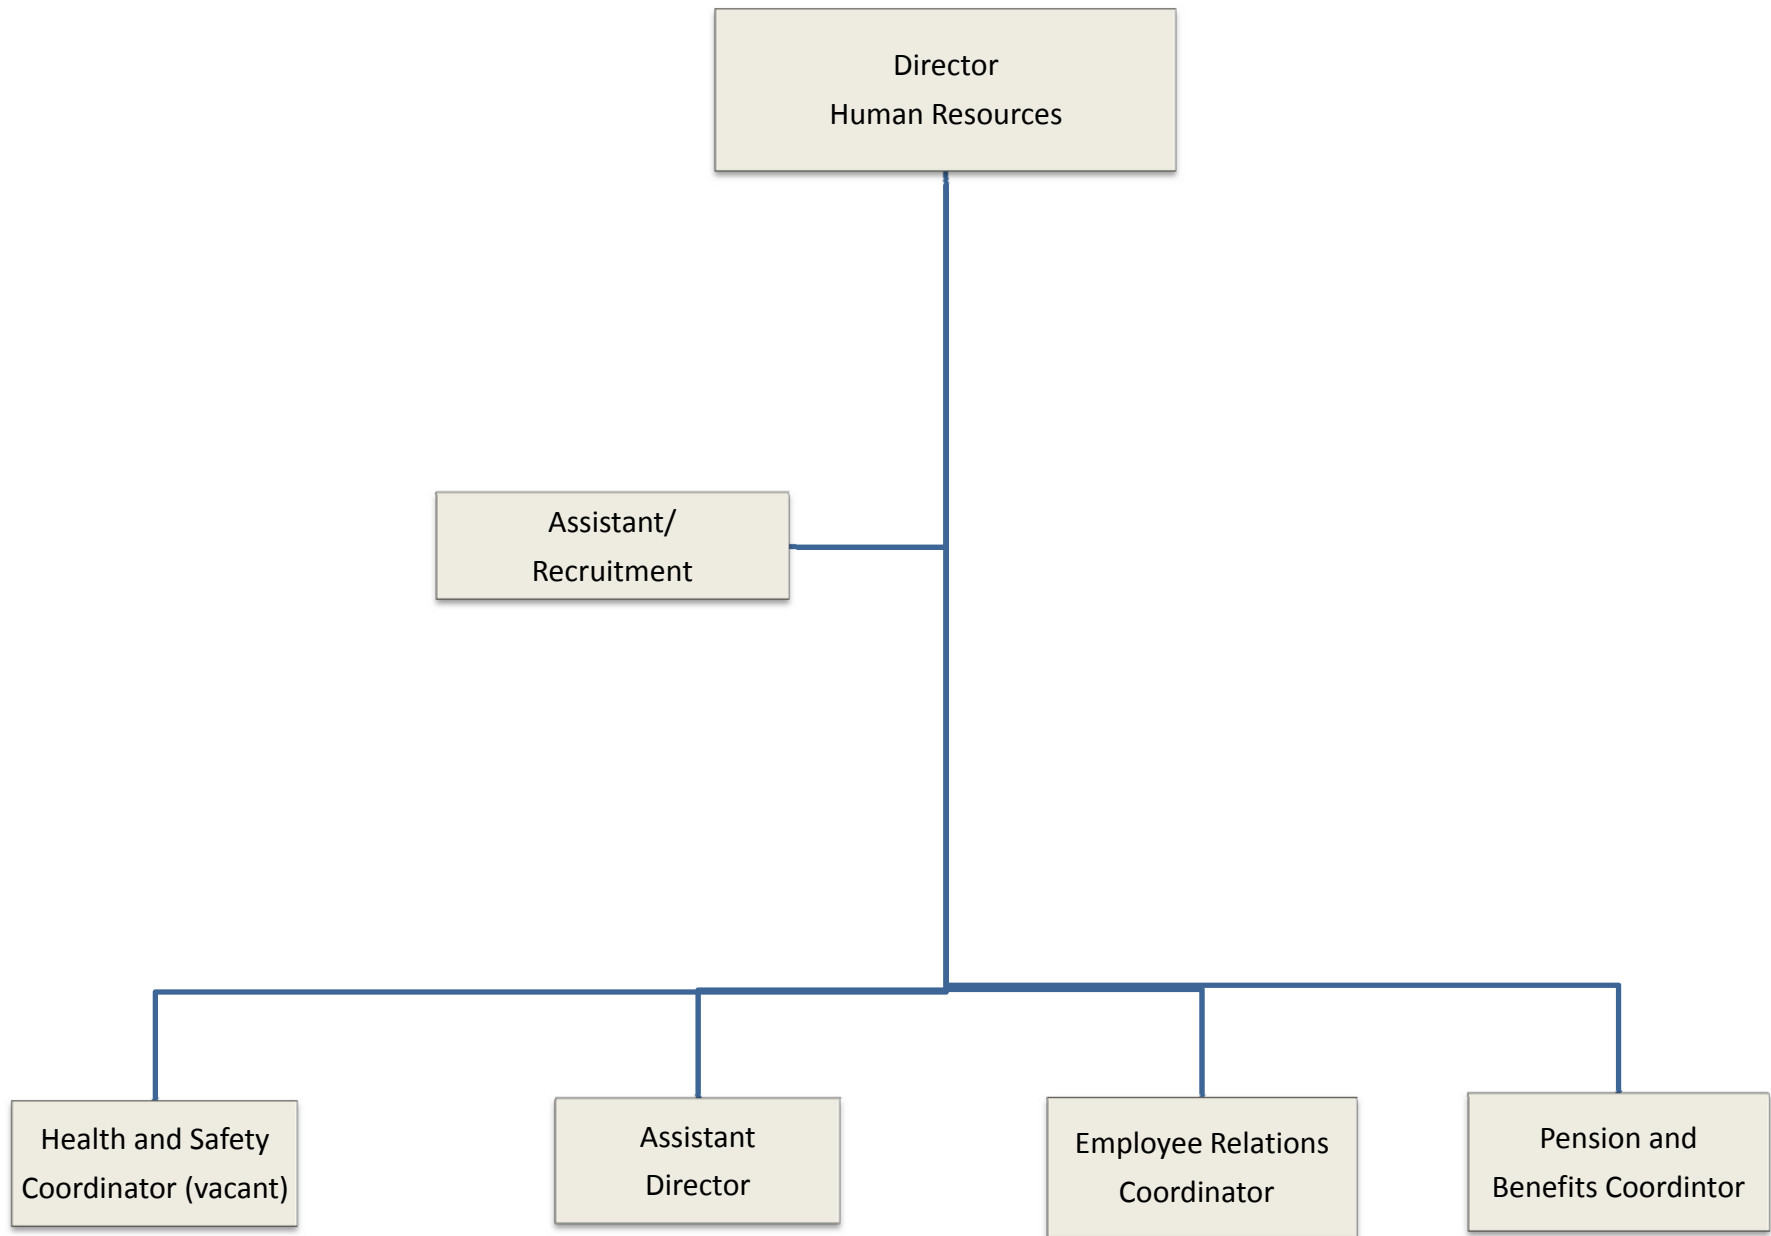 Director
Human Resources
Assistant/
Recruitment
Health and Safety
Coordinator (vacant)
Assistant
Director
Employee Relations
Coordinator
Pension and
Benefits Coordintor